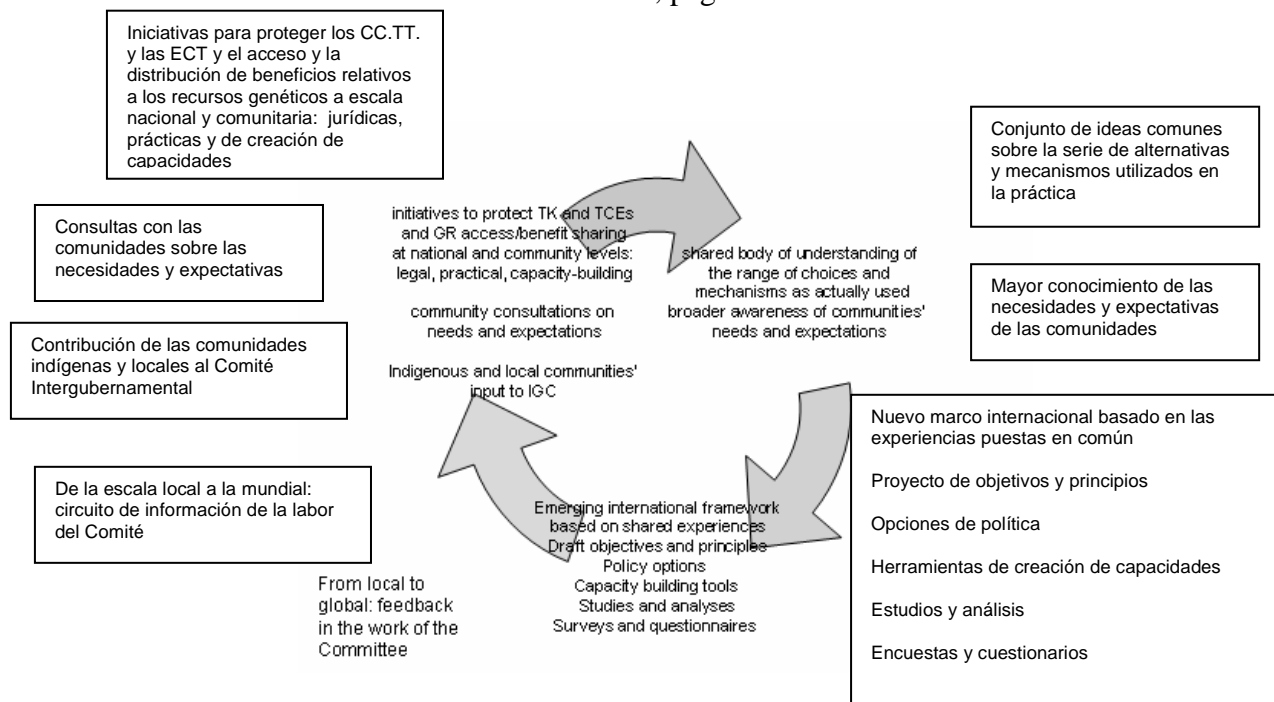 , pág
Iniciativas para proteger los CC.TT.
y las ECT y el acceso y la
distribución de beneficios relativos
a los recursos genéticos a escala
nacional y comunitaria:  jurídicas,
prácticas y de creación de
capacidades
Consultas con las
comunidades sobre las
necesidades y expectativas
Contribución de las comunidades
indígenas y locales al Comité
Intergubernamental
De la escala local a la mundial:
circuito de información de la labor
del Comité
initiatives to protect TK and TCEs
and GR access/benefit sharing
at national and community levels:
legal, practical, capacity-building
community consultations on
needs and expectations
Indigenous and local communities'
input to IGC
shared body of understanding of
the range of choices and
mechanisms as actually used
broader awareness of communities'
needs and expectations
Emerging international framework
based on shared experiences
Draft objectives and principles
Policy options
Capacity building tools
Studies and analyses
Surveys and questionnaires
From local to
global: feedback
in the work of the
Committee
Conjunto de ideas comunes
sobre la serie de alternativas
y mecanismos utilizados en
la práctica
Mayor conocimiento de las
necesidades y expectativas
de las comunidades
Nuevo marco internacional basado en las
experiencias puestas en común
Proyecto de objetivos y principios
Opciones de política
Herramientas de creación de capacidades
Estudios y análisis
Encuestas y cuestionarios